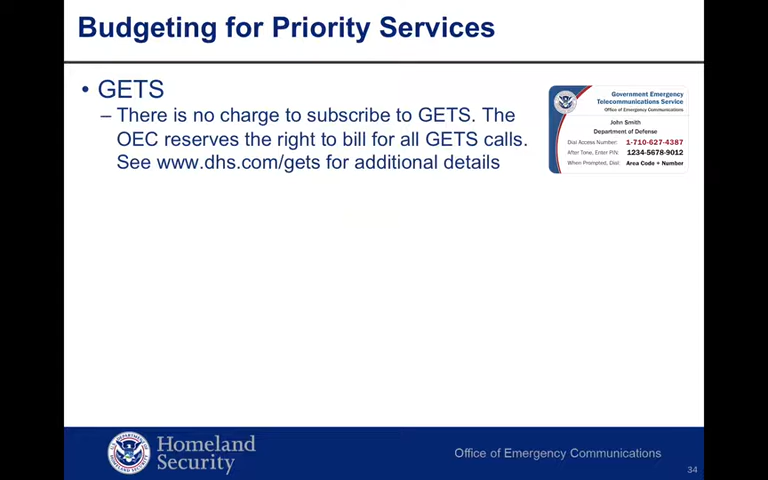 Budgeting for Priority Services
• GETS
– There is no charge to subscribe to GETS. The
OEC reserves the right to bill for all GETS calls.
See www.dhs.com/gets for additional details
Government Emergency
Telecommunications Service
Office of Emergency Communications
John Smith
Department of Defense
Dial Access Number: 1-710-627-4387
After Tone, Enter PIN: 1234-5678-9012
When Prompted, Dial: Area Code + Number
Homeland
Security
Office of Emergency Communications
34